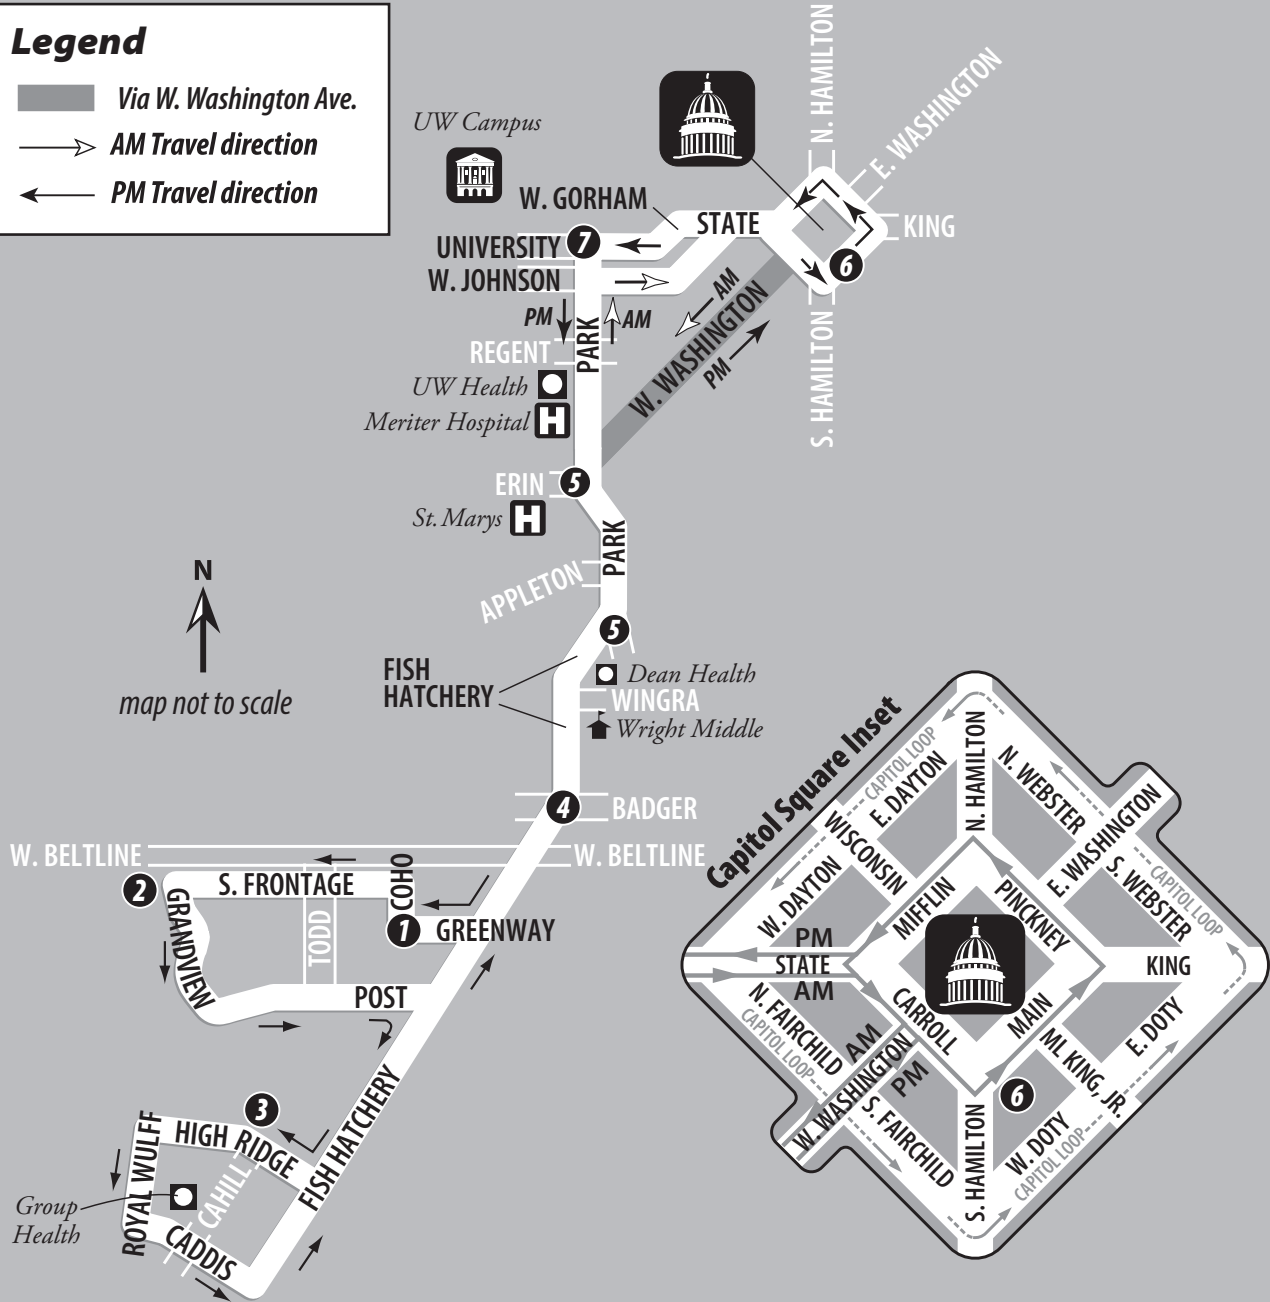 Legend
Via W. Washington Ave.
AM Travel direction
PM Travel direction
UW Campus
N. HAMILTON
E. WASHINGTON
W. GORHAM
STATE
KING
UNIVERSITY
7
6
W. JOHNSON
AM
PM
AM
PARK
W. WASHINGTON
PM
S. HAMILTON
REGENT
UW Health
Meriter Hospital
H
ERIN
5
St. Marys
H
PARK
APPLETON
N
5
map not to scale
FISH
HATCHERY
Dean Health
WINGRA
Wright Middle
4
BADGER
W. BELTLINE
W. BELTLINE
2
S. FRONTAGE
COHO
GRANDVIEW
TODD
1
GREENWAY
POST
3
HIGH RIDGE
ROYAL WULFF
CAHILL
FISH HATCHERY
Group
Health
CADDIS
Capitol Square Inset
CAPITOL LOOP
E. DAYTON
N. HAMILTON
N. WEBSTER
E. WASHINGTON
WISCONSIN
S. WEBSTER
CAPITOL LOOP
W. DAYTON
MIFFLIN
PINCKNEY
PM
STATE
AM
KING
N. FAIRCHILD
CAPITOL LOOP
CARROLL
MAIN
E. DOTY
AM
W. WASHINGTON
PM
ML KING, JR.
6
S. FAIRCHILD
S. HAMILTON
W. DOTY
CAPITOL LOOP